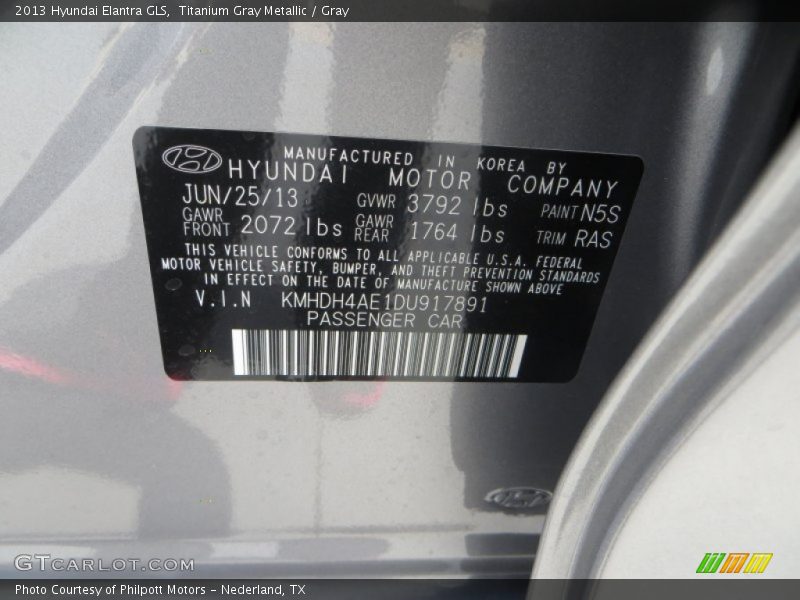 2013 Hyundai Elantra GLS,  Titanium Gray Metallic / Gray
MANUFACTURED IN KOREA BY
HYUNDAI MOTOR COMPANY
JUN/25/13 GVWR 3792 lbs PAINT N5S
GAWR FRONT 2072 lbs GAWR REAR 1764 lbs TRIM RAS
THIS VEHICLE CONFORMS TO ALL APPLICABLE U.S.A. FEDERAL
MOTOR VEHICLE SAFETY, BUMPER, AND THEFT PREVENTION STANDARDS
IN EFFECT ON THE DATE OF MANUFACTURE SHOWN ABOVE
V.I.N KMHDH4AE1DU917891
PASSENGER CAR
GTCARLOT.COM
Photo Courtesy of Philpott Motors - Nederland, TX